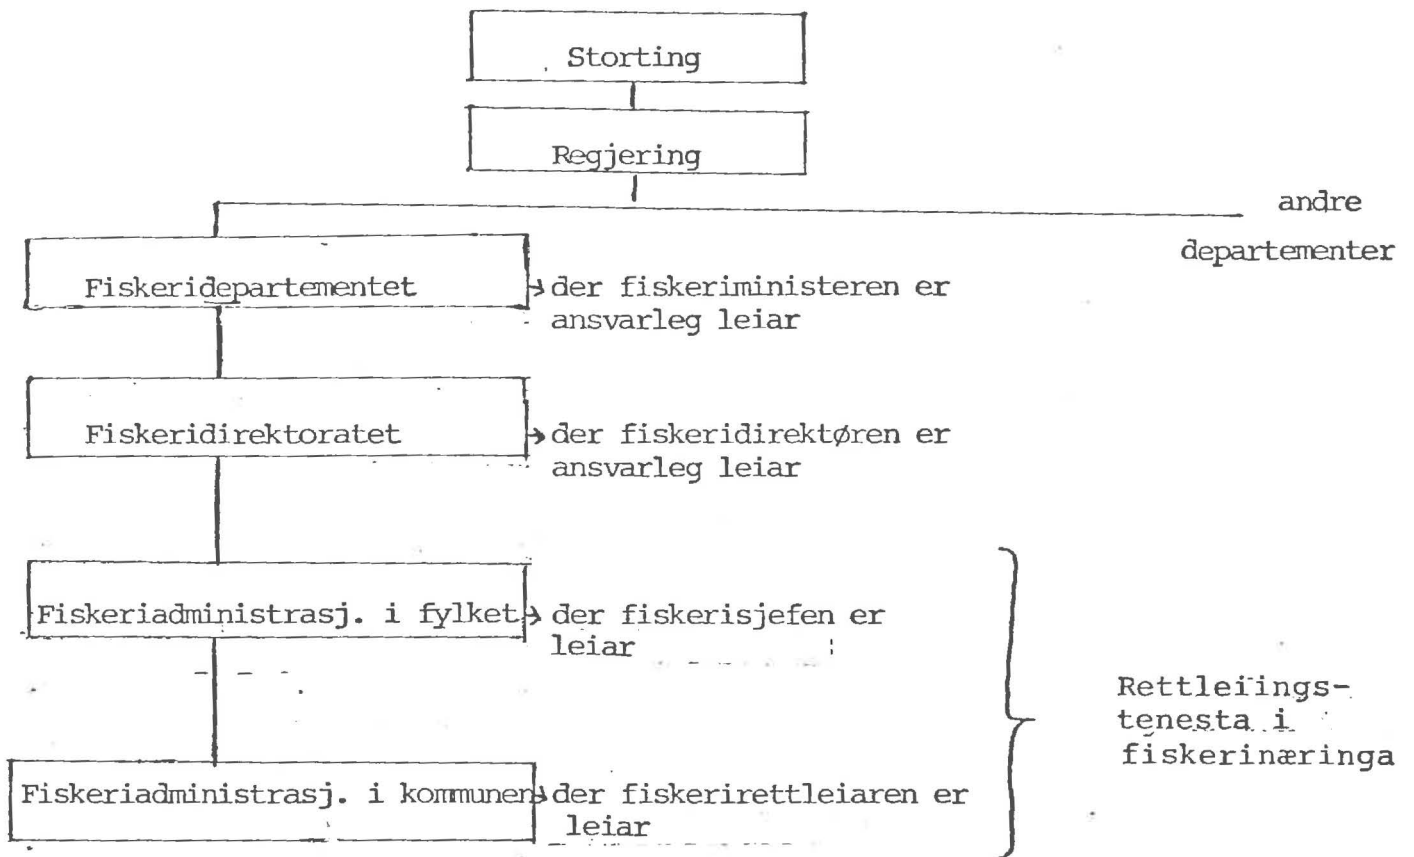 Storting
Regjering
andre
departementer
Fiskeridepartementet
der fiskeriministeren er
ansvarleg leiar
Fiskeridirektoratet
der fiskeridirektøren er
ansvarleg leiar
Fiskeriadministrasj. i fylket
der fiskerisjefen er
leiar
Rettleiings-
tenesta i
fiskerinæringa
Fiskeriadministrasj. i kommunen
der fiskerirettleiaren er
leiar